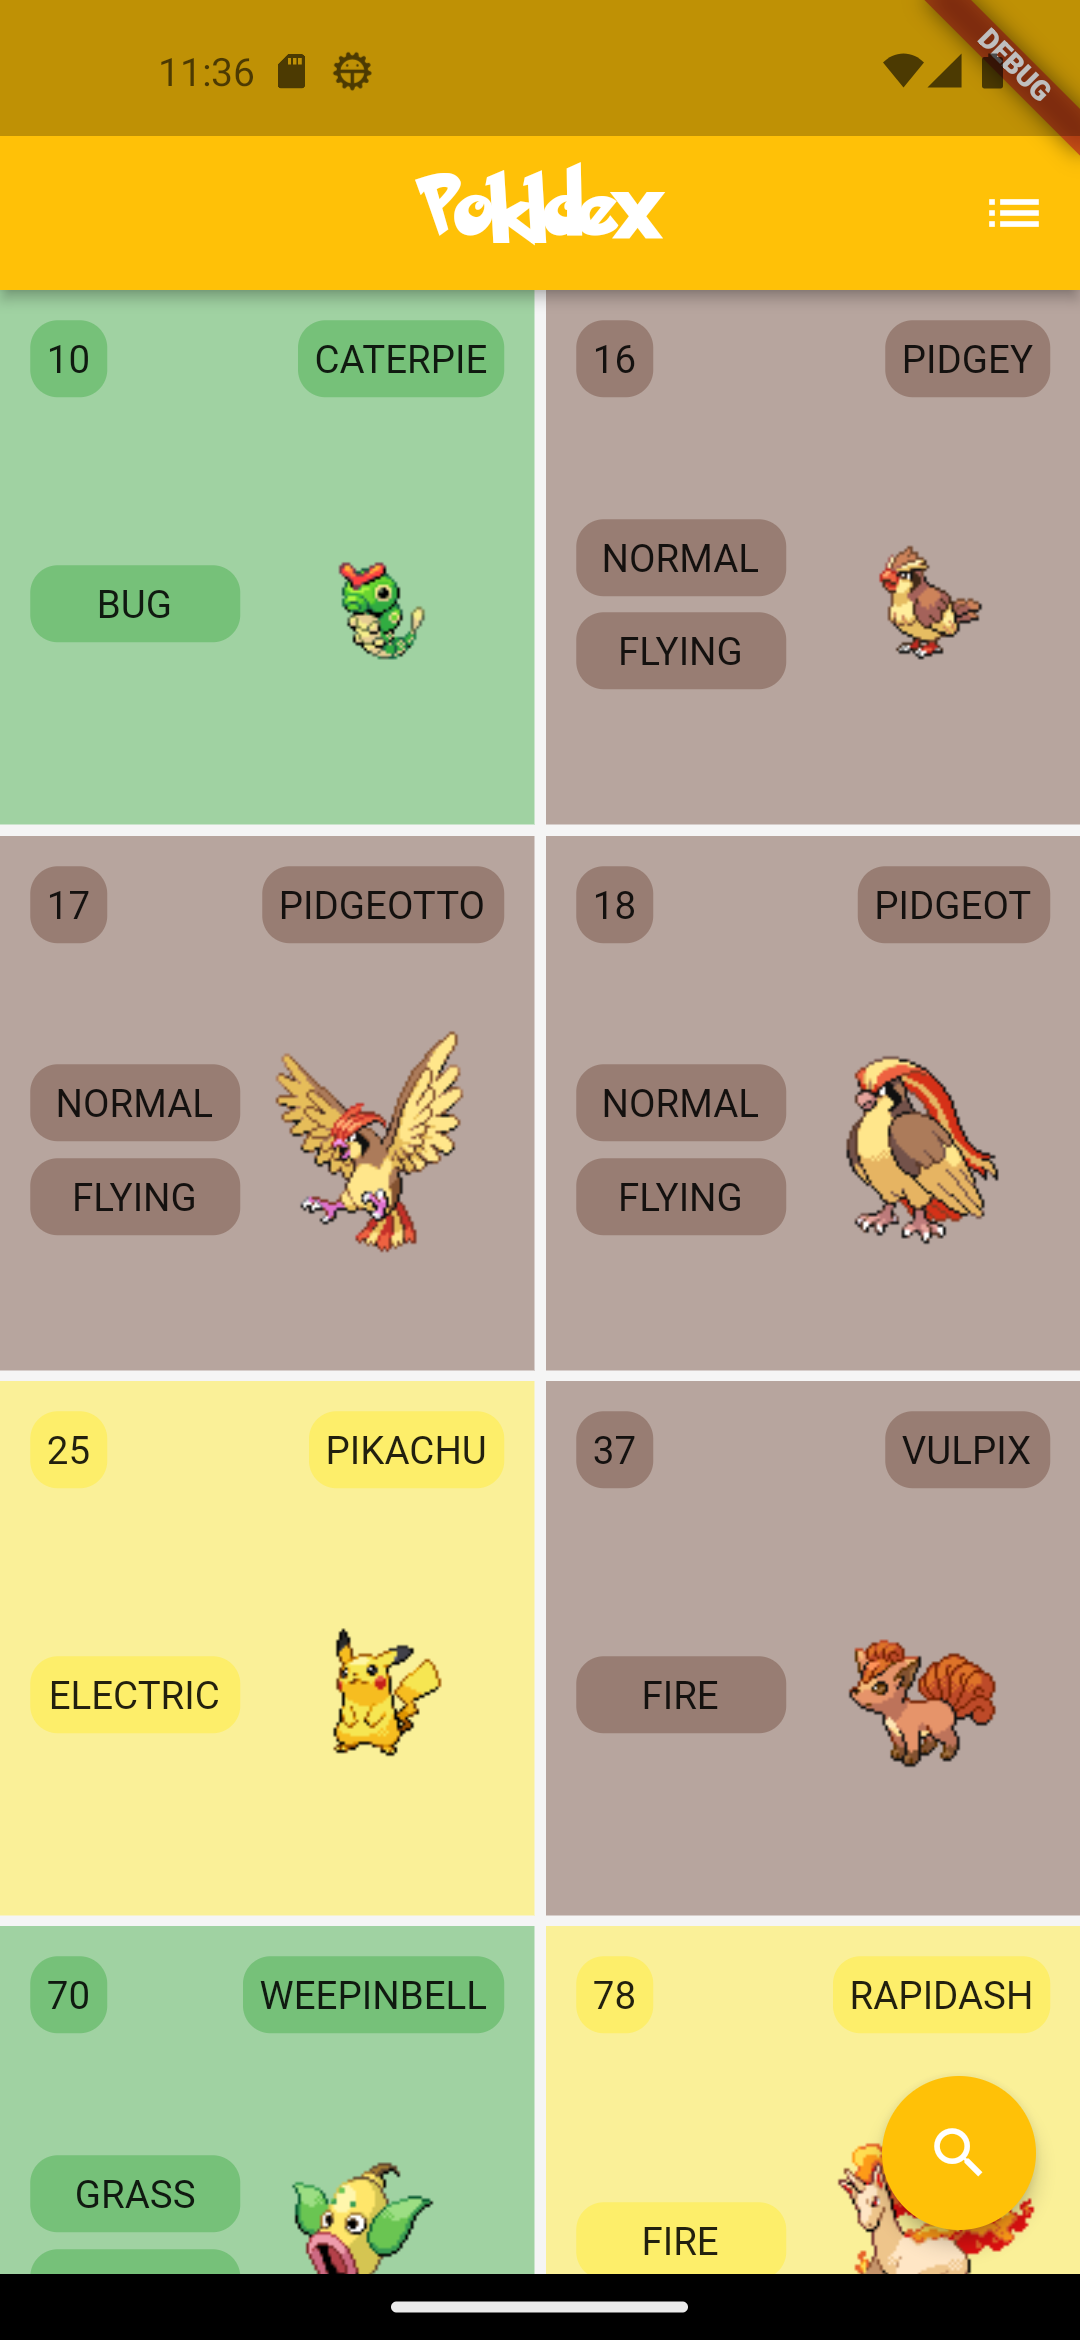 11:36
DEBUG
Pokldex
10 CATERPIE
BUG
16 PIDGEY
NORMAL
FLYING
17 PIDGEOTTO
NORMAL
FLYING
18 PIDGEOT
NORMAL
FLYING
25 PIKACHU
ELECTRIC
37 VULPIX
FIRE
70 WEEPINBELL
GRASS
78 RAPIDASH
FIRE